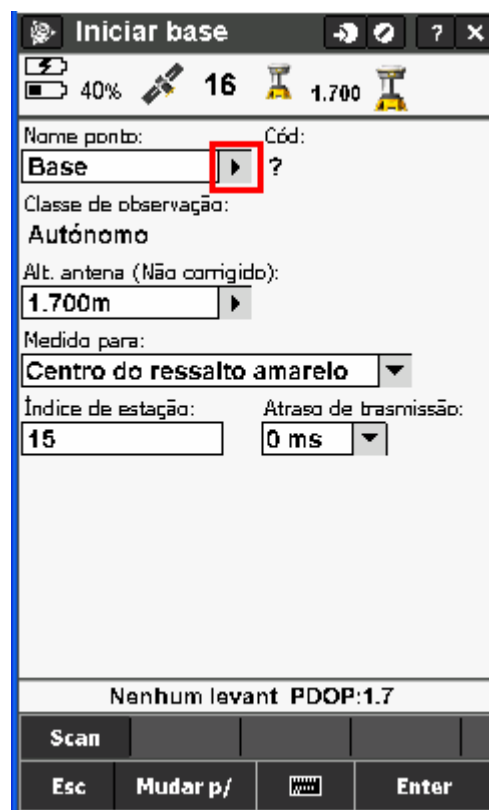 Iniciar base ? X
40% 16 1.700
Nome ponto: Cód:
Base ?
Classe de observação:
Autónomo
Alt. antena (Não corrigido):
1.700m
Medido para:
Centro do ressalto amarelo
Índice de estação: Atraso de trasmissão:
15 0 ms
Nenhum levant PDOP:1.7
Scan
Esc Mudar p/ Enter